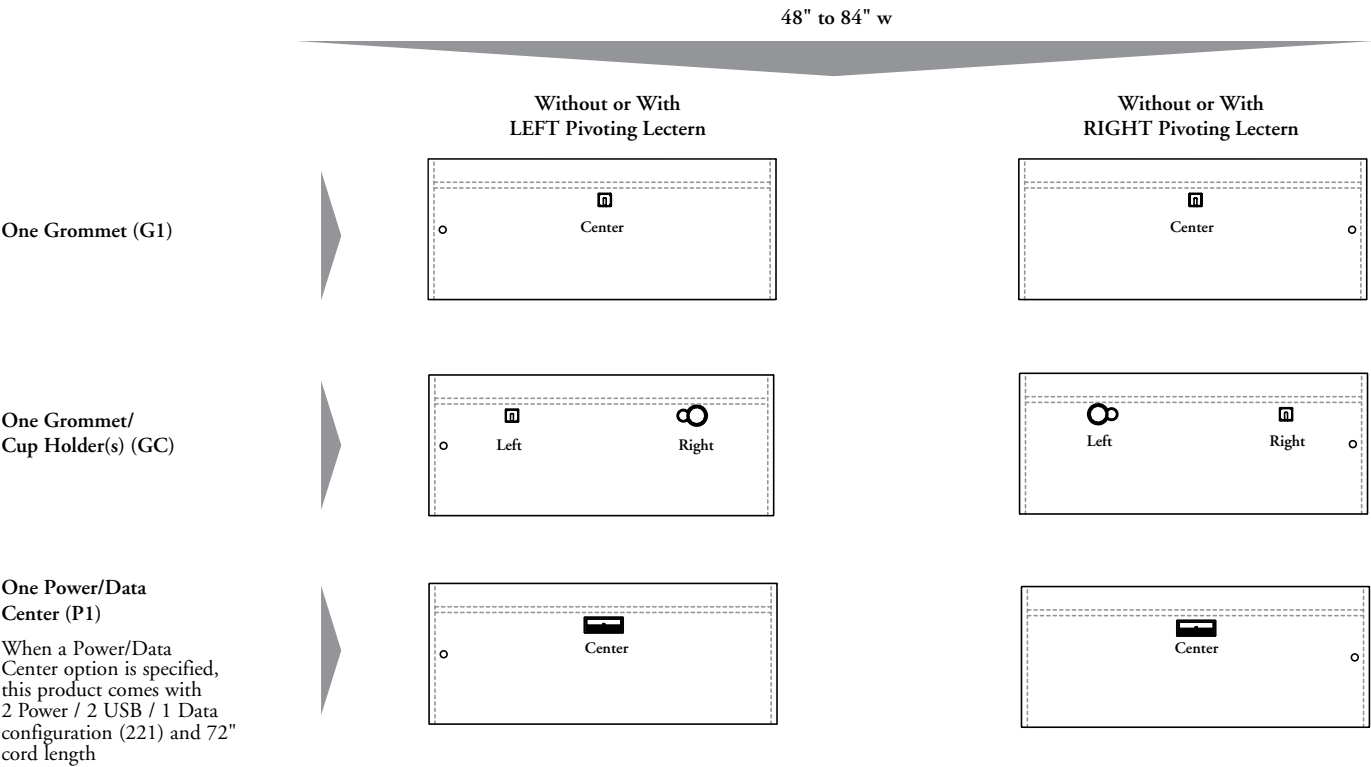 48" to 84" w
Without or With
LEFT Pivoting Lectern
Without or With
RIGHT Pivoting Lectern
One Grommet (G1)
Center
Center
One Grommet/
Cup Holder(s) (GC)
Left
Right
Left
Right
One Power/Data
Center (P1)
When a Power/Data
Center option is specified,
this product comes with
2 Power / 2 USB / 1 Data
configuration (221) and 72"
cord length
Center
Center